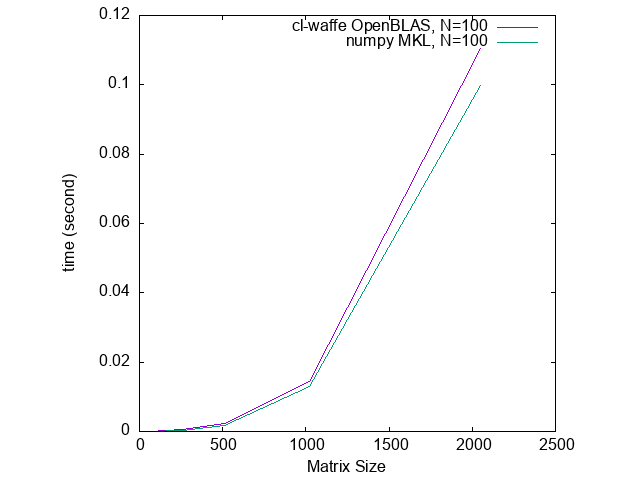 0.12
cl-waffe OpenBLAS, N=100
numpy MKL, N=100
0.1
0.08
0.06
0.04
0.02
0
time (second)
0 500 1000 1500 2000 2500
Matrix Size